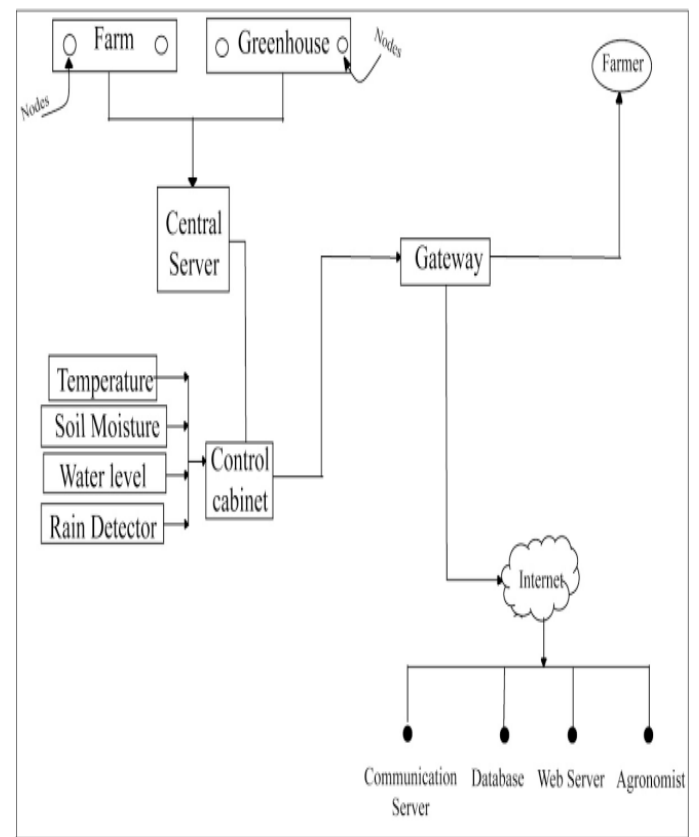 Farm
Greenhouse
Nodes
Nodes
Farmer
Central
Server
Gateway
Temperature
Soil Moisture
Water level
Rain Detector
Control
cabinet
Internet
Communication
Server
Database
Web Server
Agronomist